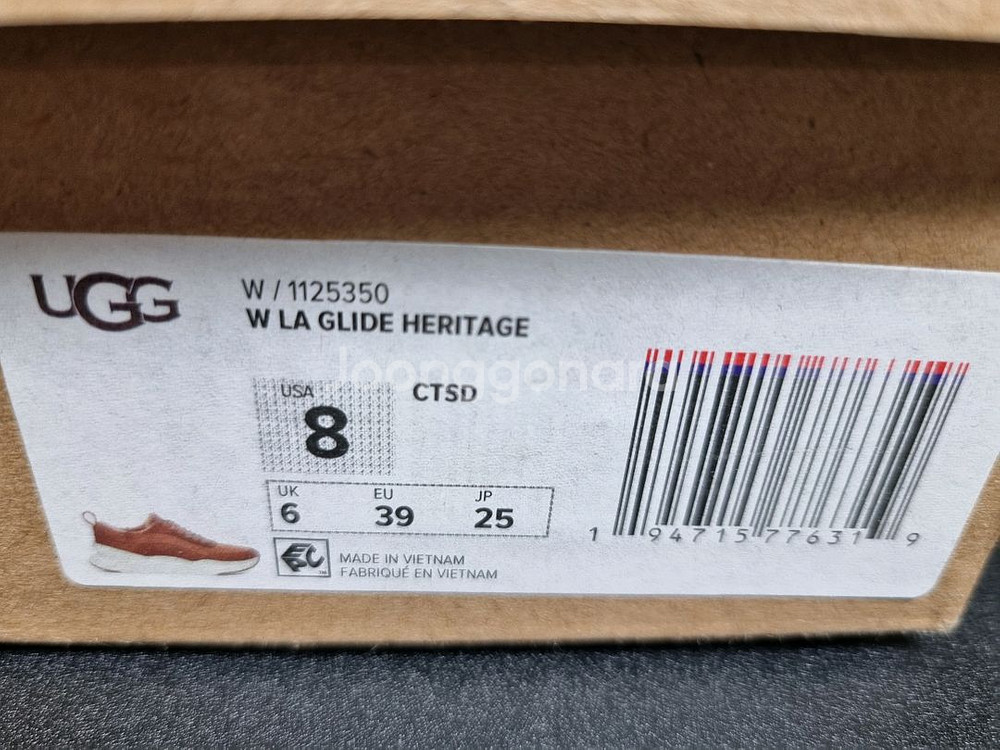 UGG
W / 1125350
W LA GLIDE HERITAGE
USA
8
CTSD
UK EU JP
6 39 25
MADE IN VIETNAM
FABRIQUÉ EN VIETNAM
1 94715 77631 9